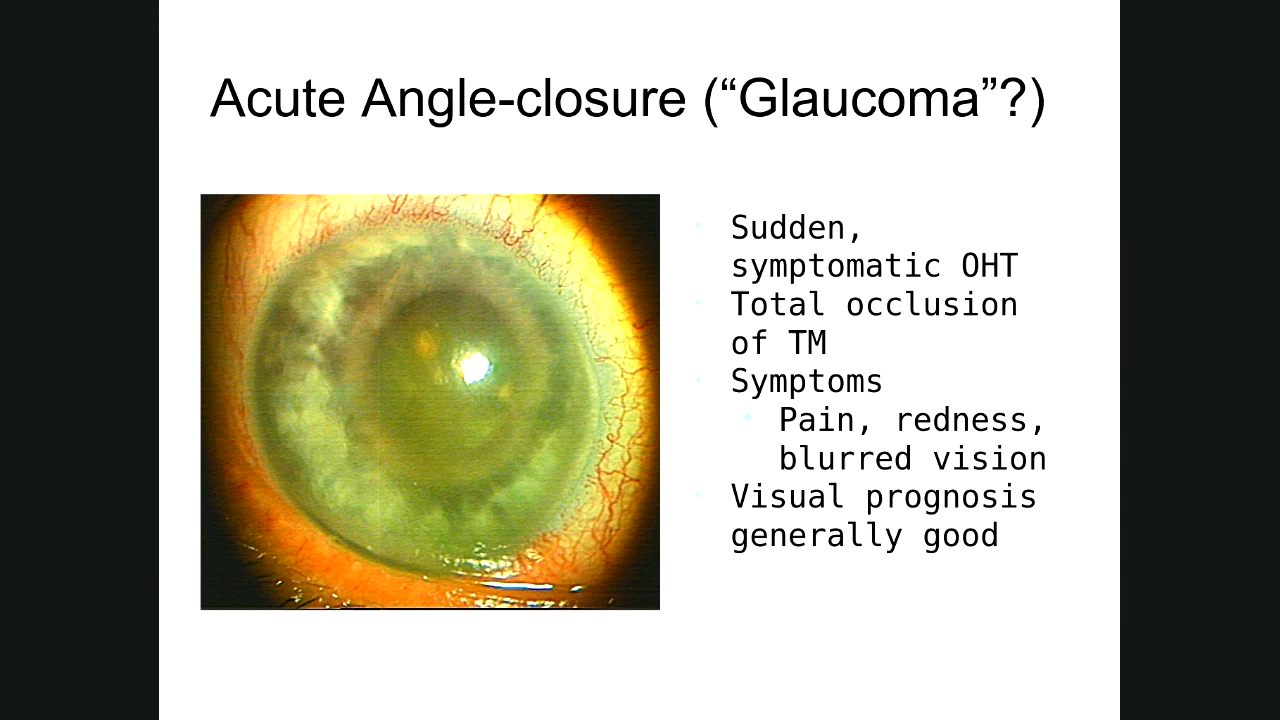 Acute Angle-closure (“Glaucoma”?)
Sudden,
symptomatic OHT
Total occlusion
of TM
Symptoms
Pain, redness,
blurred vision
Visual prognosis
generally good